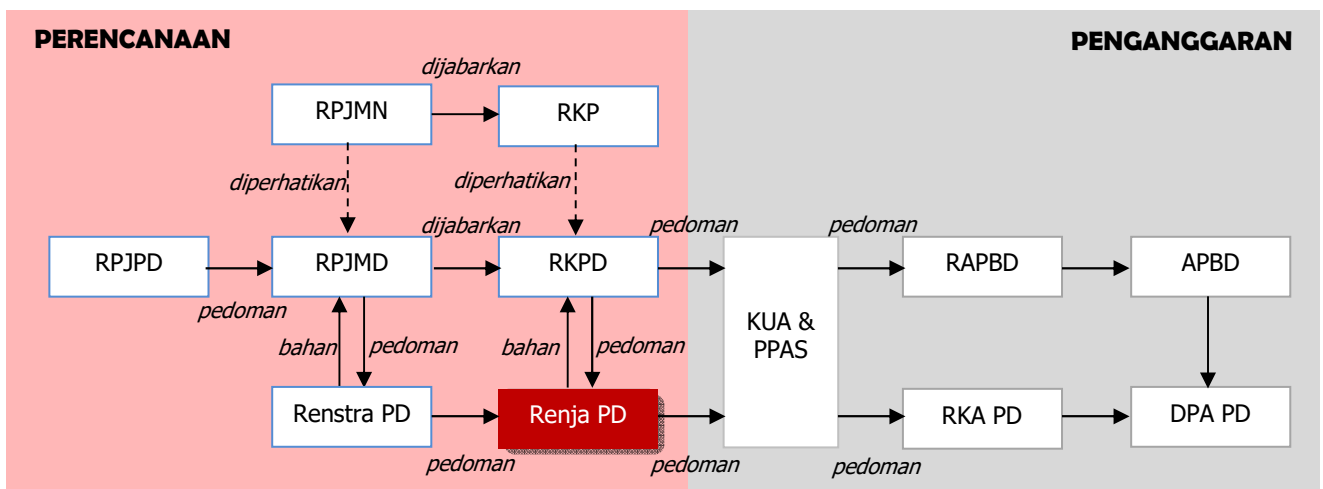 PERENCANAAN
PENGANGGARAN
dijabarkan
RPJMN
RKP
diperhatikan
diperhatikan
dijabarkan
pedoman
pedoman
RPJPD
RPJMD
RKPD
RAPBD
APBD
pedoman
KUA &
PPAS
bahan
pedoman
bahan
pedoman
Renstra PD
Renja PD
RKA PD
DPA PD
pedoman
pedoman
pedoman